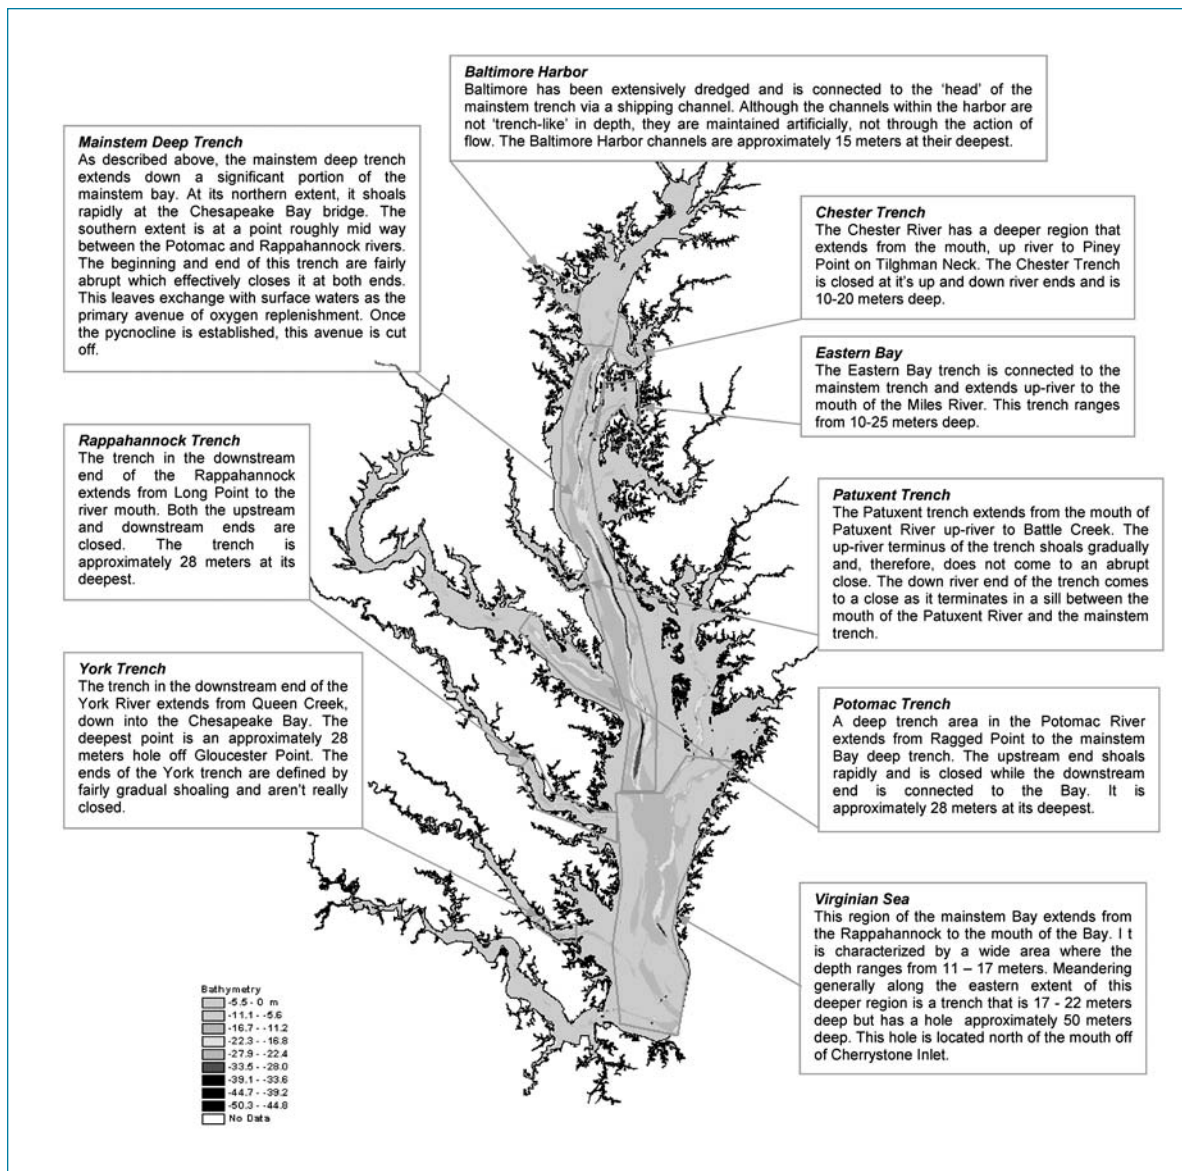 Baltimore Harbor
Baltimore has been extensively dredged and is connected to the ‘head’ of the
mainstem trench via a shipping channel. Although the channels within the harbor are
not ‘trench-like’ in depth, they are maintained artificially, not through the action of
flow. The Baltimore Harbor channels are approximately 15 meters at their deepest.
Mainstem Deep Trench
As described above, the mainstem deep trench
extends down a significant portion of the
mainstem bay. At its northern extent, it shoals
rapidly at the Chesapeake Bay bridge. The
southern extent is at a point roughly mid way
between the Potomac and Rappahannock rivers.
The beginning and end of this trench are fairly
abrupt which effectively closes it at both ends.
This leaves exchange with surface waters as the
primary avenue of oxygen replenishment. Once
the pycnocline is established, this avenue is cut
off.
Chester Trench
The Chester River has a deeper region that
extends from the mouth, up river to Piney
Point on Tilghman Neck. The Chester Trench
is closed at it's up and down river ends and is
10-20 meters deep.
Eastern Bay
The Eastern Bay trench is connected to the
mainstem trench and extends up-river to the
mouth of the Miles River. This trench ranges
from 10-25 meters deep.
Rappahannock Trench
The trench in the downstream
end of the Rappahannock
extends from Long Point to the
river mouth. Both the upstream
and downstream ends are
closed. The trench is
approximately 28 meters at its
deepest.
Patuxent Trench
The Patuxent trench extends from the mouth of
Patuxent River up-river to Battle Creek. The
up-river terminus of the trench shoals gradually
and, therefore, does not come to an abrupt
close. The down river end of the trench comes
to a close as it terminates in a sill between the
mouth of the Patuxent River and the mainstem
trench.
York Trench
The trench in the downstream end of the
York River extends from Queen Creek,
down into the Chesapeake Bay. The
deepest point is an approximately 28
meters hole off Gloucester Point. The
ends of the York trench are defined by
fairly gradual shoaling and aren't really
closed.
Potomac Trench
A deep trench area in the Potomac River
extends from Ragged Point to the mainstem
Bay deep trench. The upstream end shoals
rapidly and is closed while the downstream
end is connected to the Bay. It is
approximately 28 meters at its deepest.
Virginian Sea
This region of the mainstem Bay extends from
the Rappahannock to the mouth of the Bay. I t
is characterized by a wide area where the
depth ranges from 11 – 17 meters. Meandering
generally along the eastern extent of this
deeper region is a trench that is 17 - 22 meters
deep but has a hole approximately 50 meters
deep. This hole is located north of the mouth off
of Cherrystone Inlet.
Bathymetry
-5.5 - 0 m
-11.1 - -5.6
-16.7 - -11.2
-22.3 - -16.8
-27.9 - -22.4
-33.5 - -28.0
-39.1 - -33.6
-44.7 - -39.2
-50.3 - -44.8
No Data